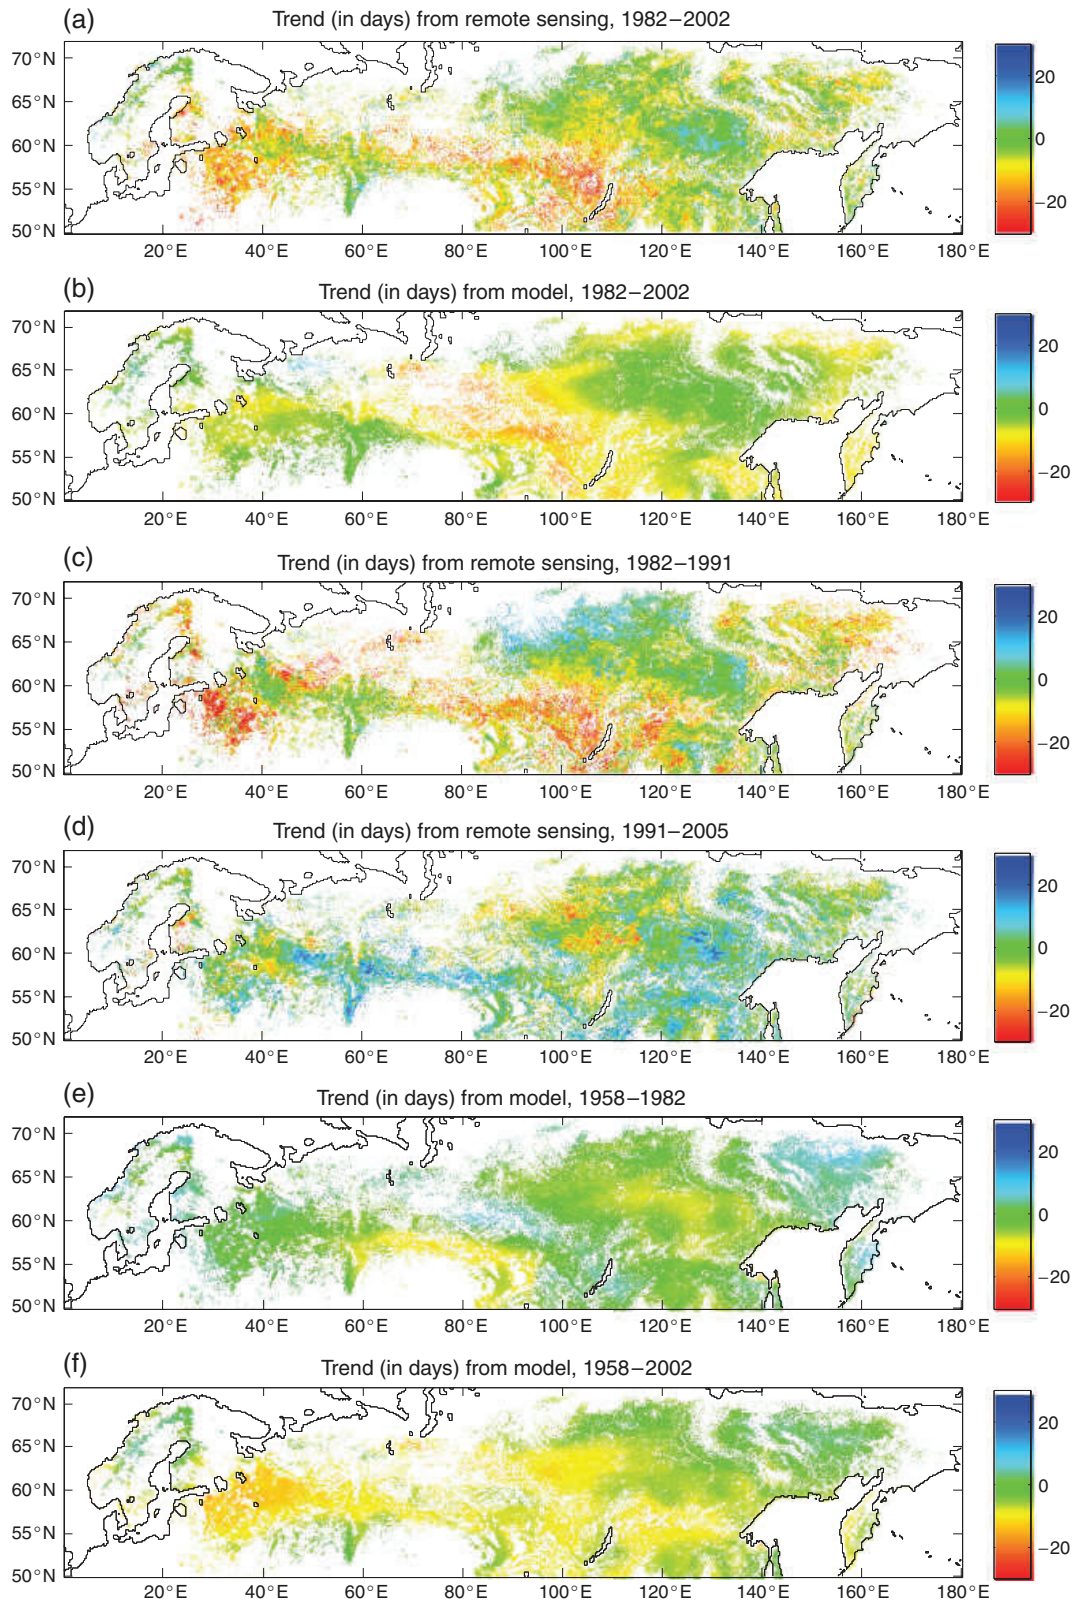 (a)
Trend (in days) from remote sensing, 1982−2002
70°N
65°N
60°N
55°N
50°N
20°E 40°E 60°E 80°E 100°E 120°E 140°E 160°E 180°E
20
0
−20
(b)
Trend (in days) from model, 1982−2002
70°N
65°N
60°N
55°N
50°N
20°E 40°E 60°E 80°E 100°E 120°E 140°E 160°E 180°E
20
0
−20
(c)
Trend (in days) from remote sensing, 1982−1991
70°N
65°N
60°N
55°N
50°N
20°E 40°E 60°E 80°E 100°E 120°E 140°E 160°E 180°E
20
0
−20
(d)
Trend (in days) from remote sensing, 1991−2005
70°N
65°N
60°N
55°N
50°N
20°E 40°E 60°E 80°E 100°E 120°E 140°E 160°E 180°E
20
0
−20
(e)
Trend (in days) from model, 1958−1982
70°N
65°N
60°N
55°N
50°N
20°E 40°E 60°E 80°E 100°E 120°E 140°E 160°E 180°E
20
0
−20
(f)
Trend (in days) from model, 1958−2002
70°N
65°N
60°N
55°N
50°N
20°E 40°E 60°E 80°E 100°E 120°E 140°E 160°E 180°E
20
0
−20